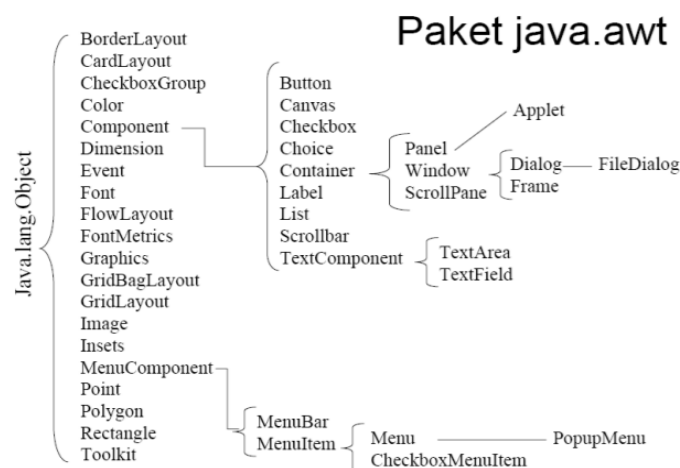 Paket java.awt
Java.lang.Object
BorderLayout
CardLayout
CheckboxGroup
Color
Component
Dimension
Event
Font
FlowLayout
FontMetrics
Graphics
GridBagLayout
GridLayout
Image
Insets
MenuComponent
Point
Polygon
Rectangle
Toolkit
Button
Canvas
Checkbox
Choice
Container
Label
List
Scrollbar
TextComponent
Panel
Window
ScrollPane
Applet
Dialog
Frame
FileDialog
TextArea
TextField
MenuBar
MenuItem
Menu
CheckboxMenuItem
PopupMenu